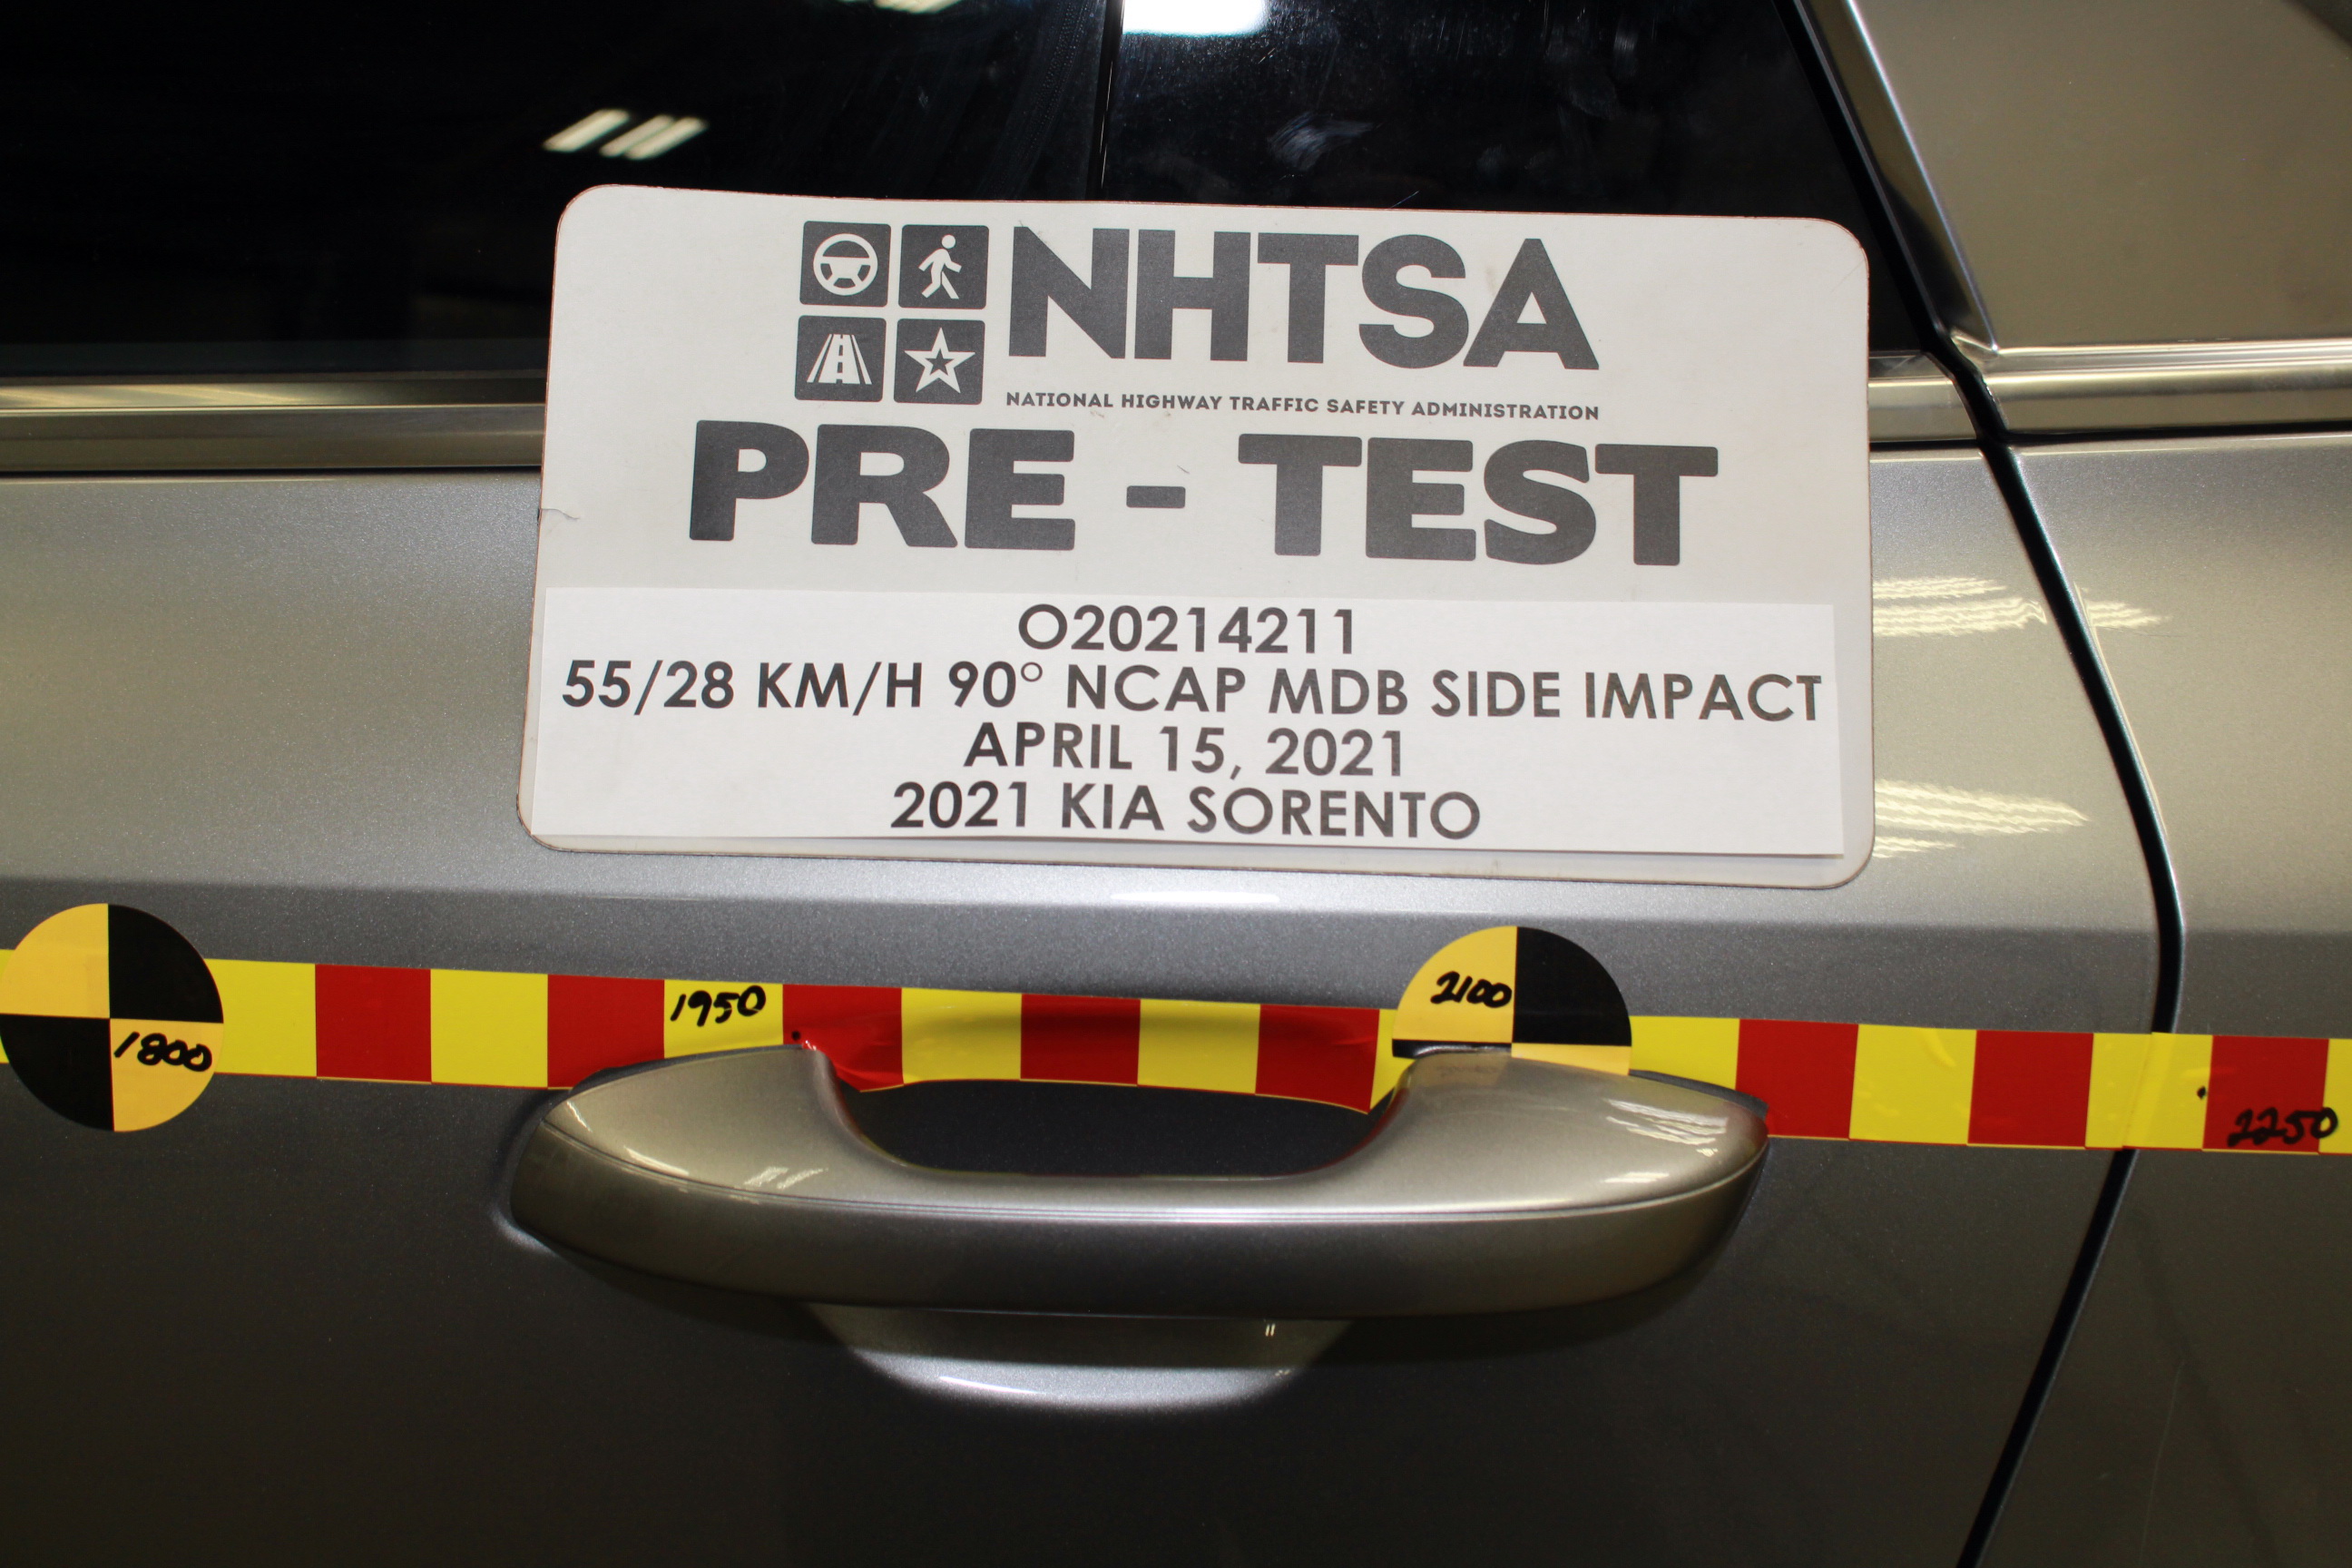 NHTSA
NATIONAL HIGHWAY TRAFFIC SAFETY ADMINISTRATION
PRE - TEST
O20214211
55/28 KM/H 90° NCAP MDB SIDE IMPACT
APRIL 15, 2021
2021 KIA SORENTO
1800
1950
2100
2250